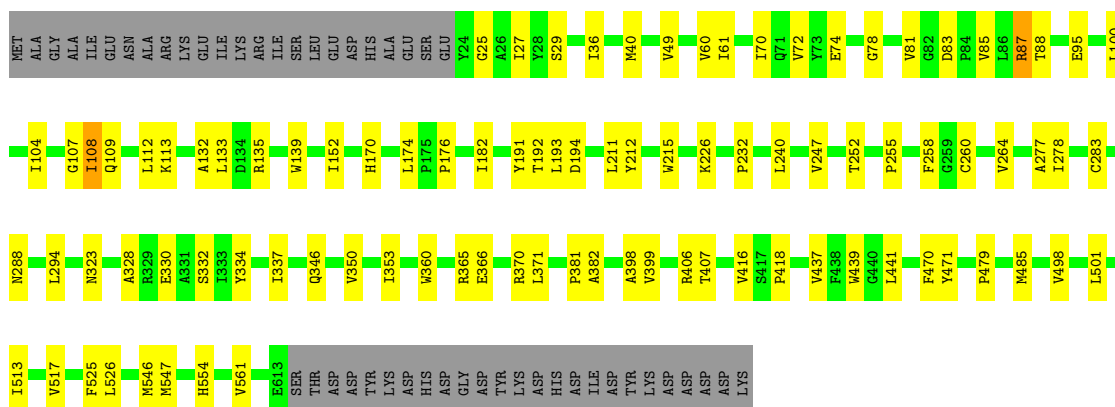 MET ALA GLY ALA ILE GLU ASN ALA ARG LYS GLU ILE LYS ARG ILE SER LEU GLU ASP HIS ALA GLU SER GLU Y24 G25 A26 I27 Y28 S29 I36 M40 V49 V60 I61 I70 Q71 V72 Y73 E74 G78 V81 G82 D83 P84 V85 L86 R87 T88 E95 L100
I104 G107 I108 Q109 L112 K113 A132 L133 D134 R135 W139 I152 H170 L174 P175 P176 I182 Y191 T192 L193 D194 L211 Y212 W215 K226 P232 L240 V247 T252 P255 F258 G259 C260 V264 A277 I278 C283
N288 L294 N323 A328 R329 E330 A331 S332 I333 Y334 I337 Q346 V350 I353 W360 R365 E366 R370 L371 P381 A382 A398 V399 R406 T407 V416 S417 P418 V437 F438 W439 G440 L441 F470 Y471 P479 M485 V498 L501
I513 V517 F525 L526 M546 M547 H554 V561 E613 SER THR ASP ASP TYR LYS ASP HIS ASP GLY ASP TYR LYS ASP HIS ASP ILE ASP TYR LYS ASP ASP ASP ASP LYS